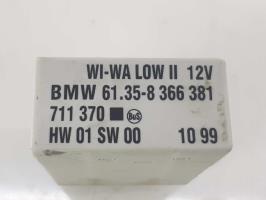 WI-WA LOW II 12V
BMW 61.35-8 366 381
711 370 BuS
HW 01 SW 00 10 99